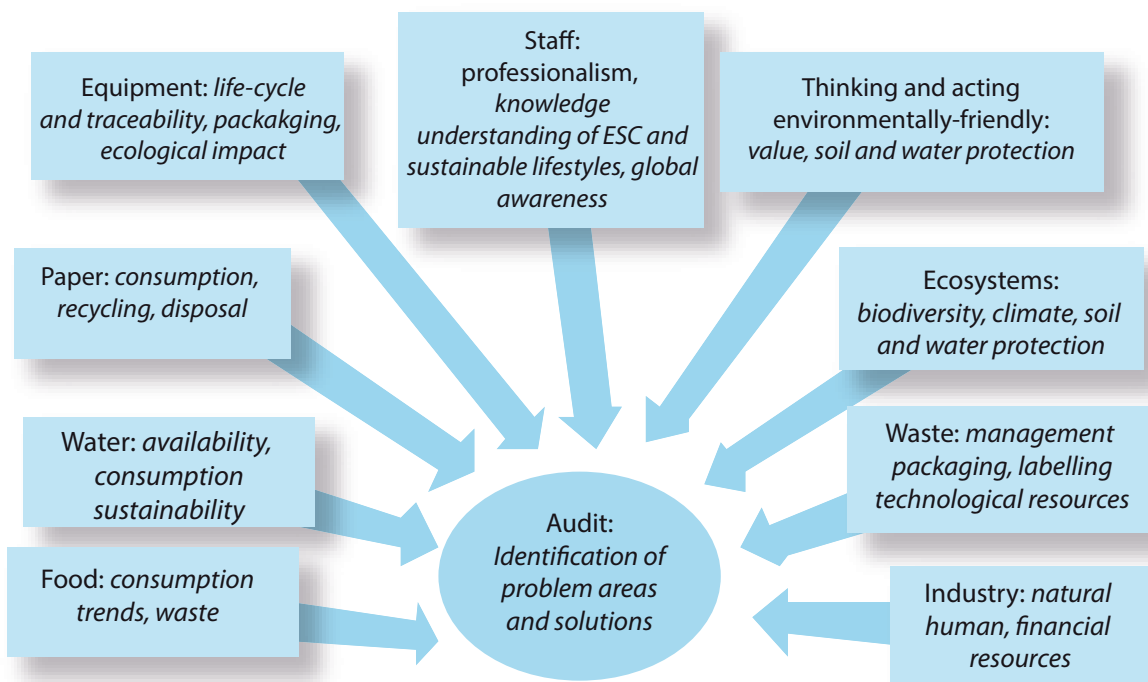 Equipment: life-cycle
and traceability, packakging,
ecological impact
Staff:
professionalism,
knowledge
understanding of ESC and
sustainable lifestyles, global
awareness
Thinking and acting
environmentally-friendly:
value, soil and water protection
Paper: consumption,
recycling, disposal
Ecosystems:
biodiversity, climate, soil
and water protection
Water: availability,
consumption
sustainability
Waste: management
packaging, labelling
technological resources
Food: consumption
trends, waste
Audit:
Identification of
problem areas
and solutions
Industry: natural
human, financial
resources